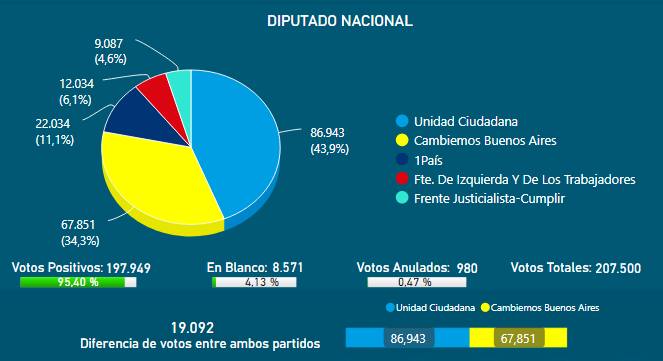 DIPUTADO NACIONAL
9.087
(4,6%)
12.034
(6,1%)
22.034
(11,1%)
67.851
(34,3%)
86.943
(43,9%)
Unidad Ciudadana
Cambiemos Buenos Aires
1País
Fte. De Izquierda Y De Los Trabajadores
Frente Justicialista-Cumplir
Votos Positivos: 197.949
95,40 %
En Blanco: 8.571
4,13 %
Votos Anulados: 980
0,47 %
Votos Totales: 207.500
Unidad Ciudadana Cambiemos Buenos Aires
19.092
Diferencia de votos entre ambos partidos
86,943 67,851